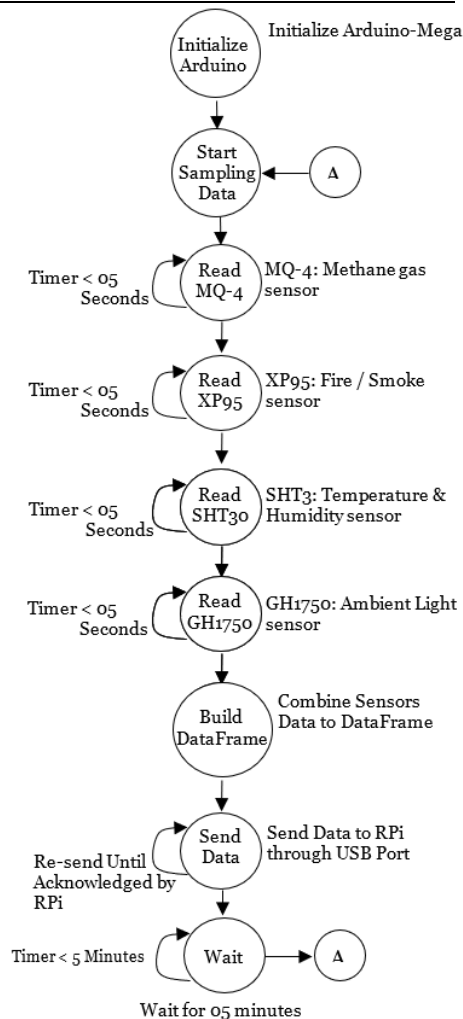 Initialize
Arduino
Initialize Arduino-Mega
Start
Sampling
Data
A
Timer < 05
Seconds
Read
MQ-4
MQ-4: Methane gas
sensor
Timer < 05
Seconds
Read
XP95
XP95: Fire / Smoke
sensor
Timer < 05
Seconds
Read
SHT30
SHT3: Temperature &
Humidity sensor
Timer < 05
Seconds
Read
GH1750
GH1750: Ambient Light
sensor
Build
DataFrame
Combine Sensors
Data to DataFrame
Send
Data
Send Data to RPi
through USB Port
Re-send Until
Acknowledged by
RPi
Timer < 5 Minutes
Wait
A
Wait for 05 minutes